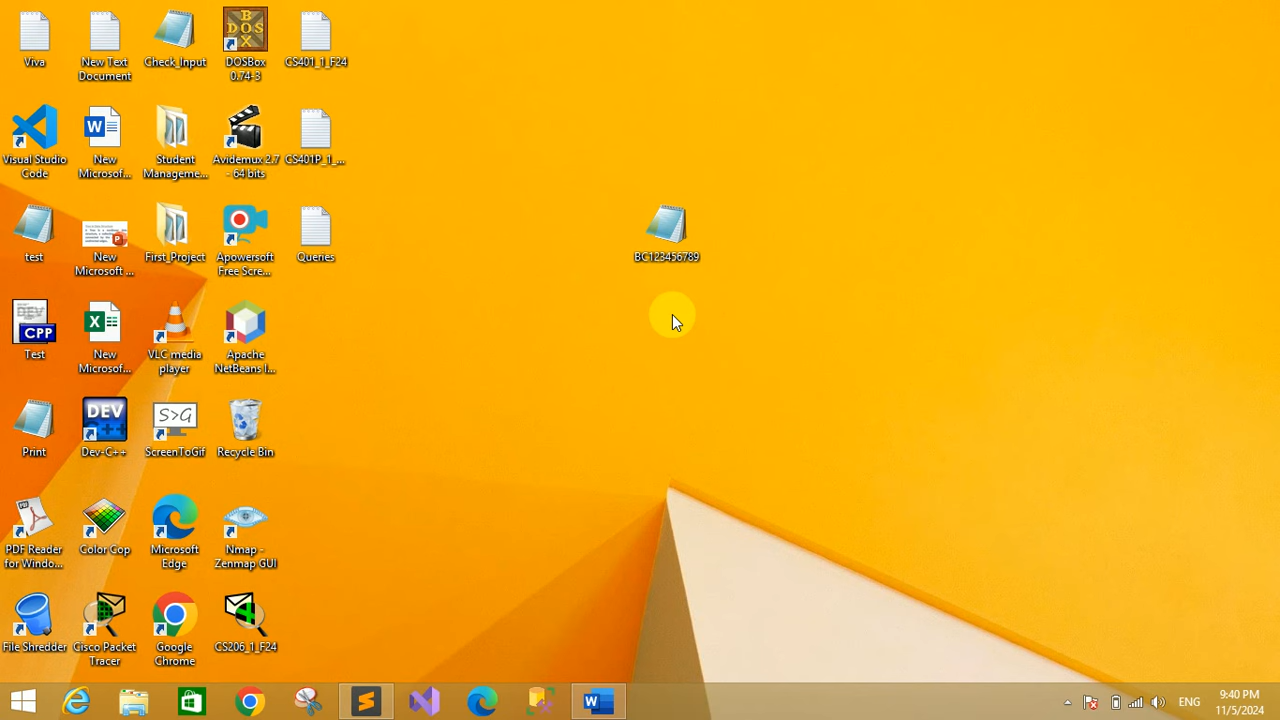 Viva
New Text
Document
Check_Input
DOSBox
0.74-3
CS401_1_F24
Visual Studio
Code
New
Microsof...
Student
Manageme...
Avidemux 2.7
- 64 bits
CS401P_1_...
test
New
Microsoft ...
First_Project
Apowersoft
Free Scre...
Queries
BC123456789
Test
New
Microsof...
VLC media
player
Apache
NetBeans I...
Print
Dev-C++
ScreenToGif
Recycle Bin
PDF Reader
for Windo...
Color Cop
Microsoft
Edge
Nmap -
Zenmap GUI
File Shredder
Cisco Packet
Tracer
Google
Chrome
CS206_1_F24
ENG
9:40 PM
11/5/2024